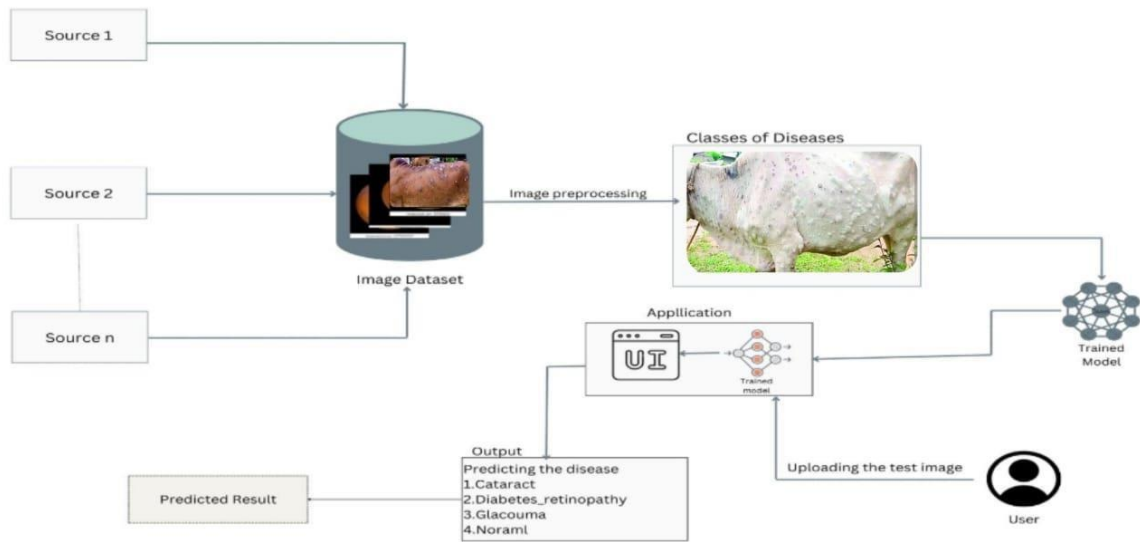 Source 1
Source 2
Source n
Image Dataset
Image preprocessing
Classes of Diseases
Trained
Model
Appllication
UI
Trained
model
Uploading the test image
User
Output
Predicting the disease
1.Cataract
2.Diabetes_retinopathy
3.Glacouma
4.Noraml
Predicted Result